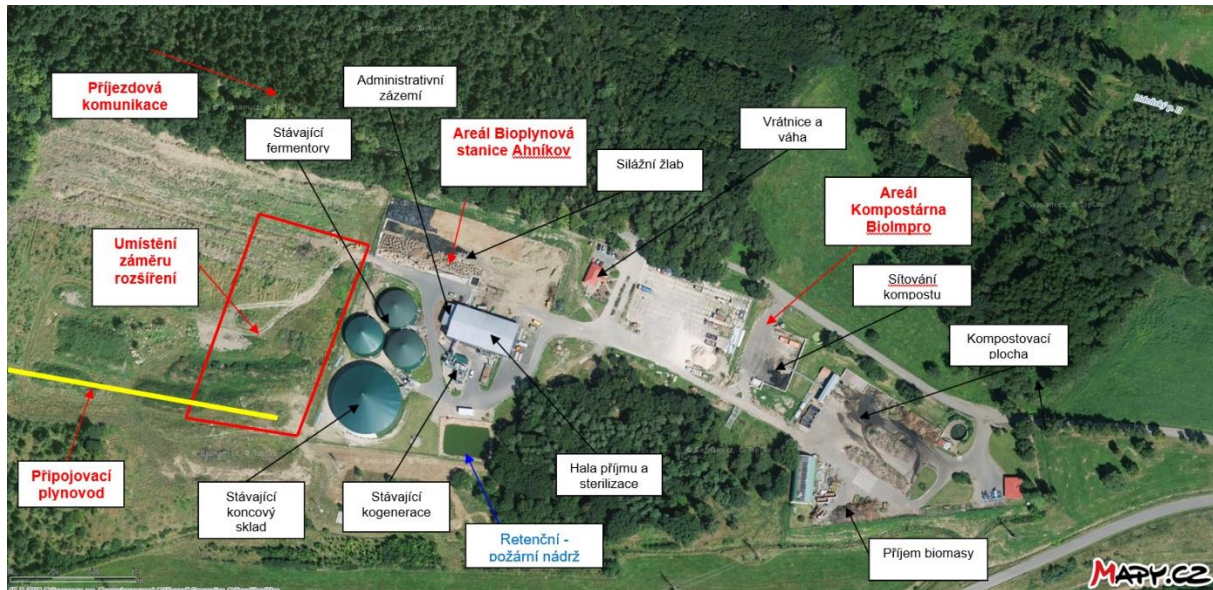 Příjezdová
komunikace
Administrativní
zázemí
Stávající
fermentory
Areál Bioplynová
stanice Ahníkov
Silážní žlab
Vrátnice a
váha
Areál
Kompostárna
BioImpro
Umístění
záměru
rozšíření
Sítování
kompostu
Kompostovací
plocha
Připojovací
plynovod
Stávající
koncový
sklad
Stávající
kogenerace
Hala příjmu a
sterilizace
Retenční -
požární nádrž
Příjem biomasy
MAPY.CZ